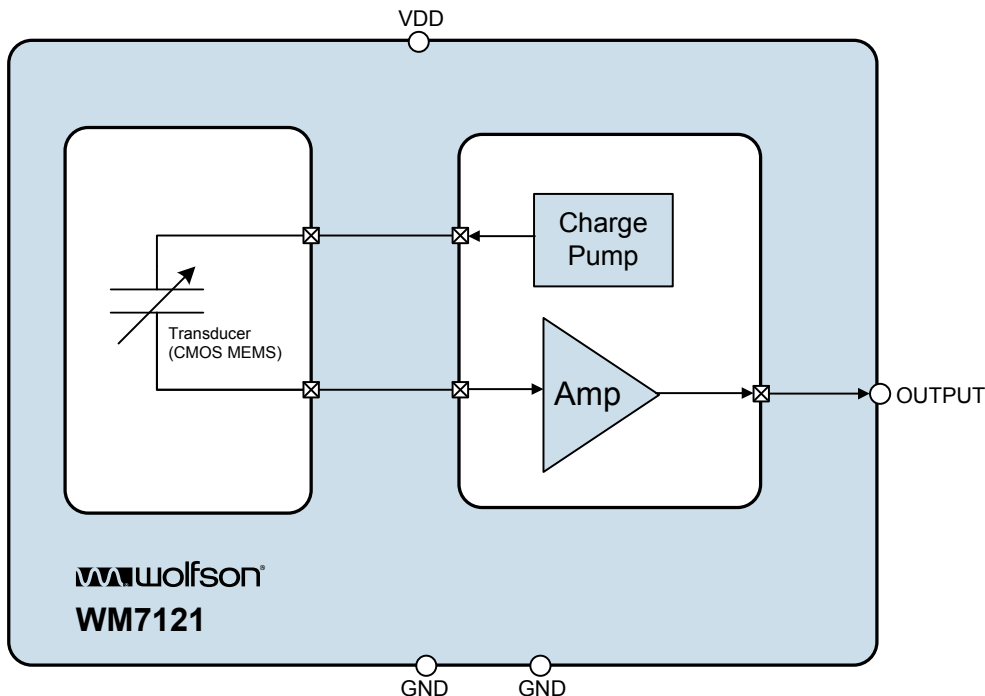 VDD
Charge
Pump
Transducer
(CMOS MEMS)
Amp
OUTPUT
wolfson®
WM7121
GND
GND